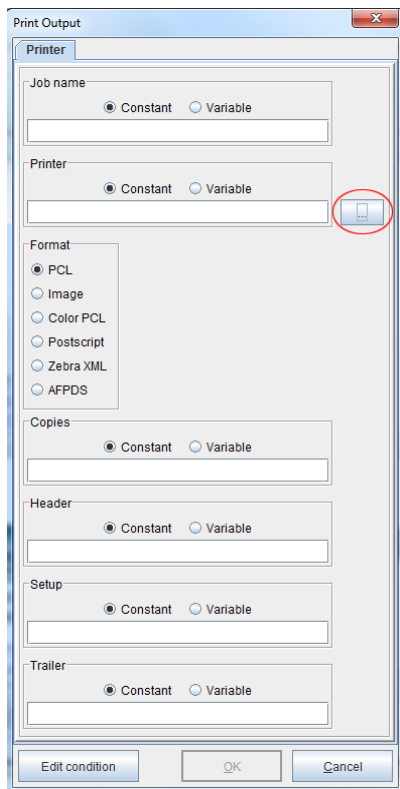 Print Output
Printer
Job name
Constant Variable
Printer
Constant Variable
...
Format
PCL
Image
Color PCL
Postscript
Zebra XML
AFPDS
Copies
Constant Variable
Header
Constant Variable
Setup
Constant Variable
Trailer
Constant Variable
Edit condition OK Cancel